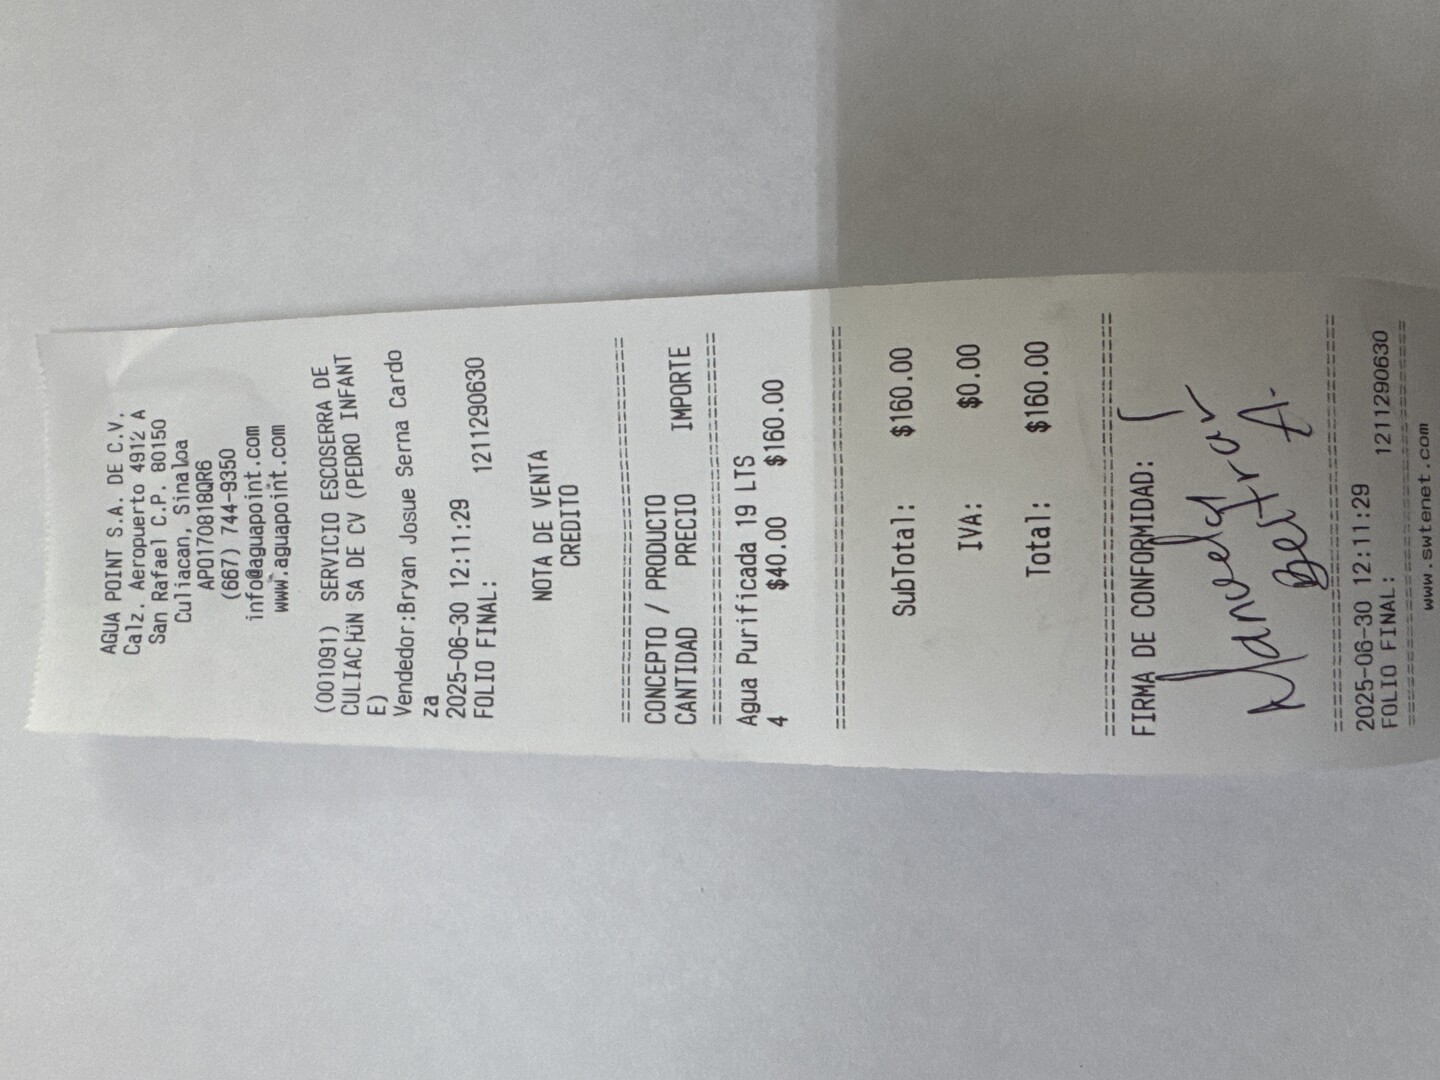 AGUA POINT S.A. DE C.V.
Calz. Aeropuerto 4912 A
San Rafael C.P. 80150
Culiacan, Sinaloa
APO170818QR6
(667) 744-9350
info@aguapoint.com
www.aguapoint.com
(001091) SERVICIO ESCOSERRA DE
CULIAC├üN SA DE CV (PEDRO INFANT
E)
Vendedor:Bryan Josue Serna Cardo
za
2025-06-30 12:11:29
FOLIO FINAL: 1211290630
NOTA DE VENTA
CREDITO
================================
CONCEPTO / PRODUCTO
CANTIDAD PRECIO IMPORTE
================================
Agua Purificada 19 LTS
4 $40.00 $160.00
================================
SubTotal: $160.00
IVA: $0.00
Total: $160.00
================================
FIRMA DE CONFORMIDAD:
Beltrar A.
================================
2025-06-30 12:11:29
FOLIO FINAL: 1211290630
================================
www.swtenet.com